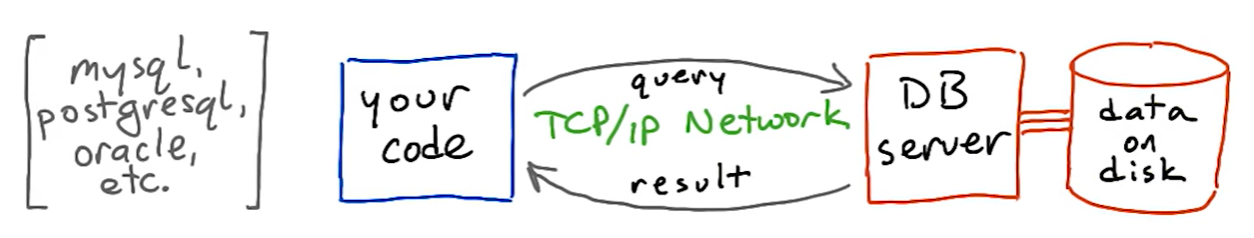 mysql,
postgresql,
oracle,
etc.
your
code
query
TCP/IP Network
result
DB
server
data
on
disk